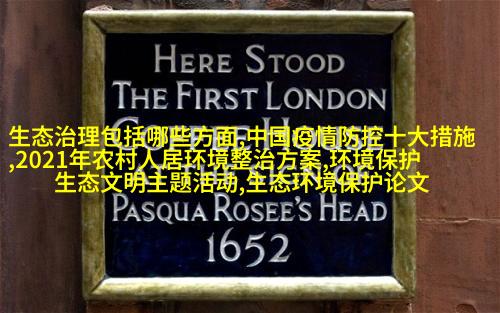 HERE STOOD
THE FIRST LONDON
生态治理包括哪些方面,中国疫情防控十大措施
,2021年农村人居环境整治方案,环境保护
生态文明主题活动,生态环境保护论文
PASQUA ROSEE'S HEAD
1652